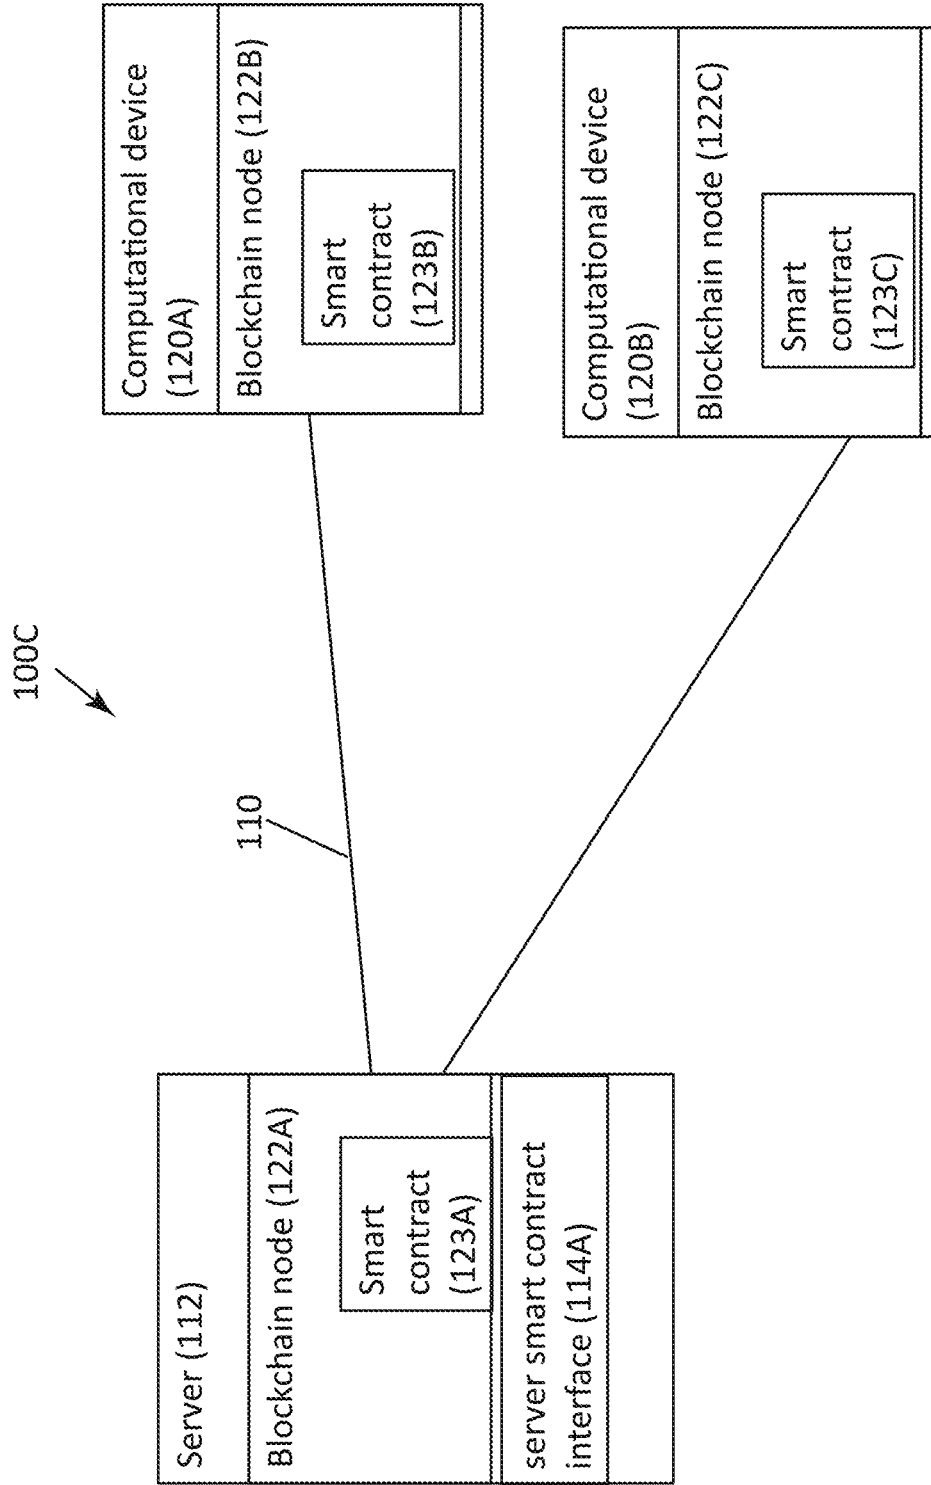 100C
110
Server (112)
Blockchain node (122A)
Smart
contract
(123A)
server smart contract
interface (114A)
Computational device
(120A)
Blockchain node (122B)
Smart
contract
(123B)
Computational device
(120B)
Blockchain node (122C)
Smart
contract
(123C)